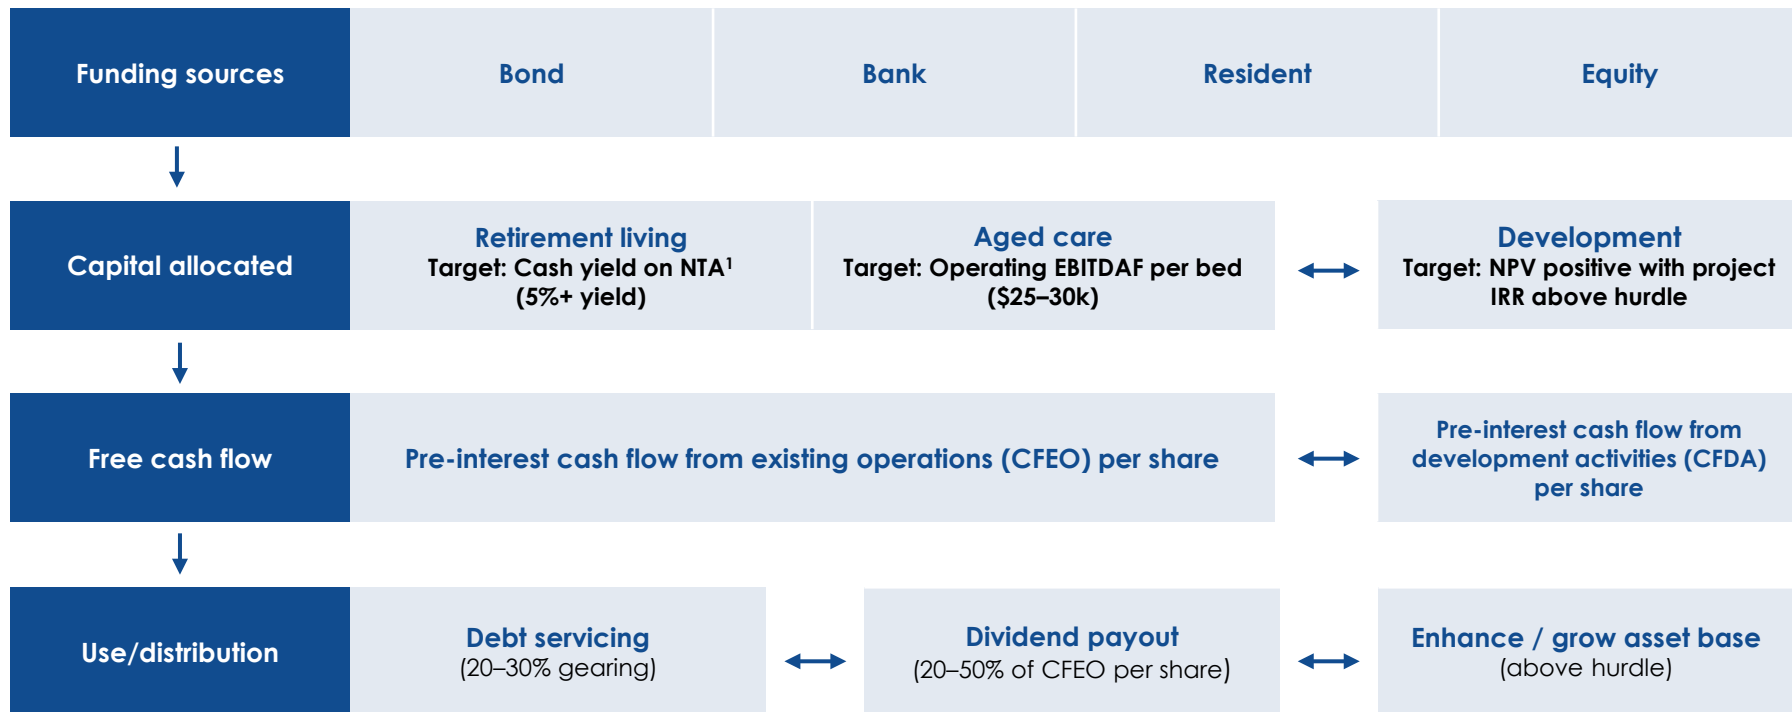 Funding sources
Bond
Bank
Resident
Equity
Capital allocated
Retirement living
Target: Cash yield on NTA¹
(5%+ yield)
Aged care
Target: Operating EBITDAF per bed
($25–30k)
Development
Target: NPV positive with project
IRR above hurdle
Free cash flow
Pre-interest cash flow from existing operations (CFEO) per share
Pre-interest cash flow from
development activities (CFDA)
per share
Use/distribution
Debt servicing
(20–30% gearing)
Dividend payout
(20–50% of CFEO per share)
Enhance / grow asset base
(above hurdle)